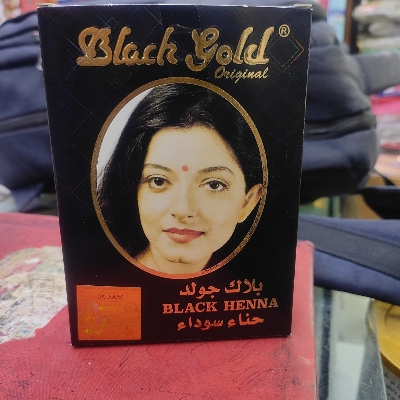 Black Gold ®
Original
بلاك جولد
BLACK HENNA
حناء سوداء